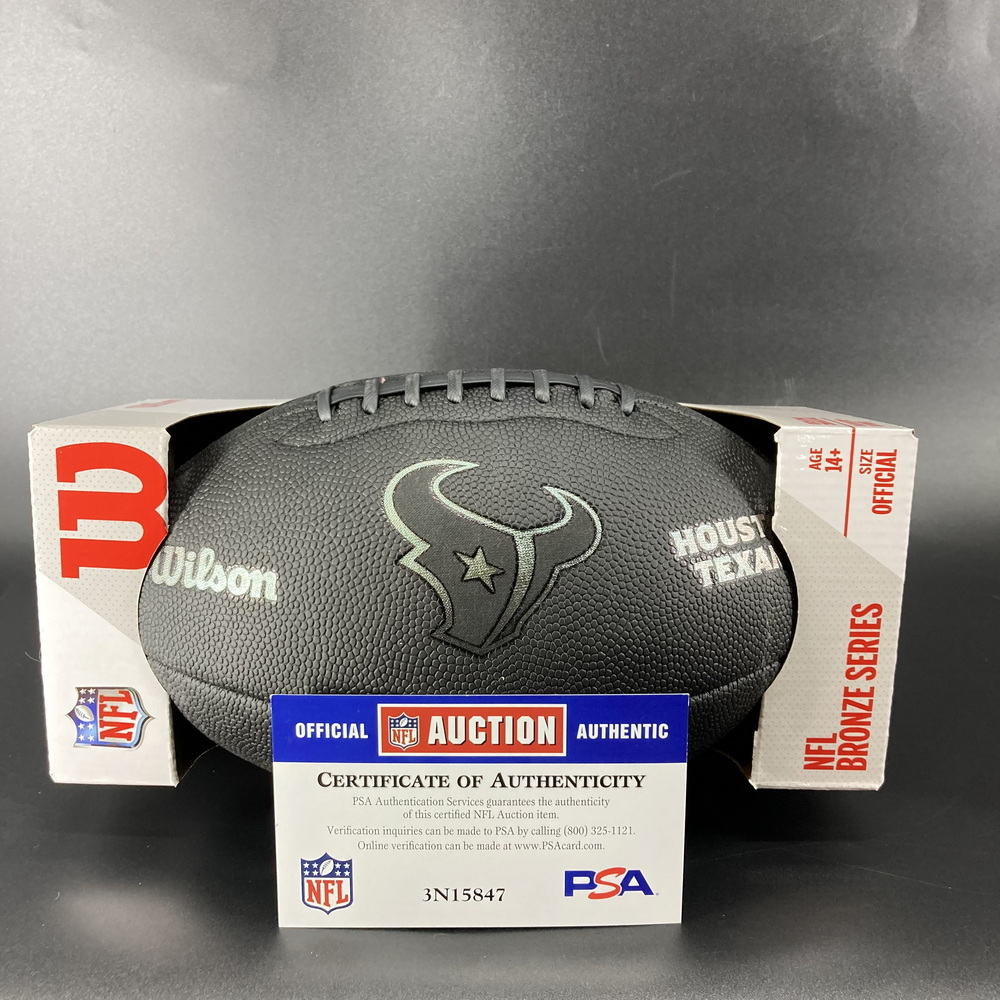 W
Wilson
NFL
HOUST
TEXA
AGE
14+
SIZE
OFFICIAL
NFL
BRONZE SERIES
OFFICIAL NFL AUCTION AUTHENTIC
CERTIFICATE OF AUTHENTICITY
PSA Authentication Services guarantees the authenticity
of this certified NFL Auction item.
Verification inquiries can be made to PSA by calling (800) 325-1121.
Online verification can be made at www.PSAcard.com.
NFL
3N15847
PSA